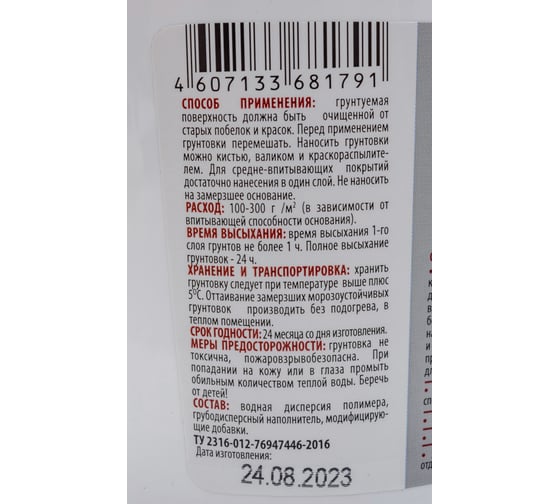 4 607133 681791
СПОСОБ ПРИМЕНЕНИЯ: грунтуемая
поверхность должна быть очищенной от
старых побелок и красок. Перед применением
грунтовки перемешать. Наносить грунтовки
можно кистью, валиком и краскораспылите-
лем. Для средне-впитывающих покрытий
достаточно нанесения в один слой. Не наносить
на замерзшее основание.
РАСХОД: 100-300 г /м² (в зависимости от
впитывающей способности основания).
ВРЕМЯ ВЫСЫХАНИЯ: время высыхания 1-го
слоя грунтов не более 1 ч. Полное высыхание
грунтовок - 24 ч.
ХРАНЕНИЕ И ТРАНСПОРТИРОВКА: хранить
грунтовку следует при температуре выше плюс
5°С. Оттаивание замерзших морозоустойчивых
грунтовок производить без подогрева, в
теплом помещении.
СРОК ГОДНОСТИ: 24 месяца со дня изготовления.
МЕРЫ ПРЕДОСТОРОЖНОСТИ: грунтовка не
токсична, пожаровзрывобезопасна. При
попадании на кожу или в глаза промыть
обильным количеством теплой воды. Беречь
от детей!
СОСТАВ: водная дисперсия полимера,
грубодисперсный наполнитель, модифицирую-
щие добавки.
ТУ 2316-012-76947446-2016
Дата изготовления:
24.08.2023